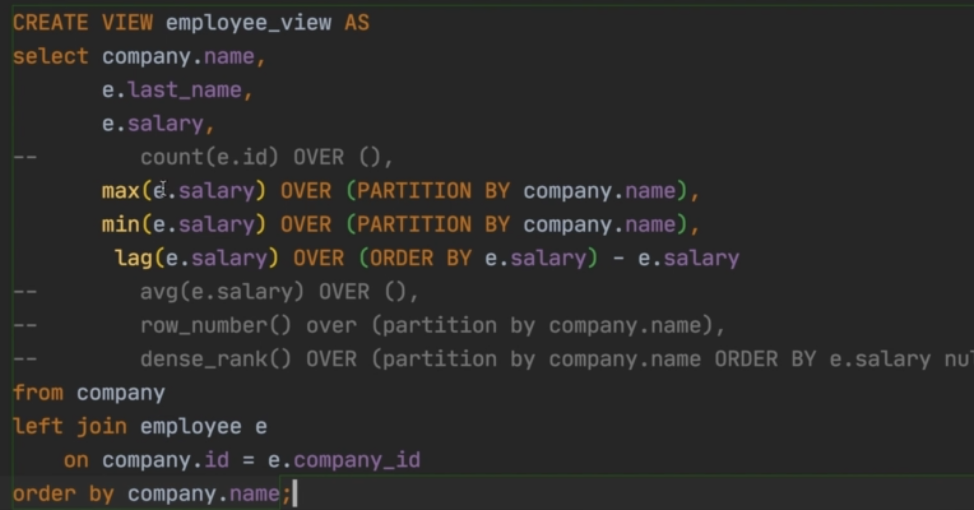 CREATE VIEW employee_view AS
select company.name,
e.last_name,
e.salary,
-- count(e.id) OVER (),
max(e.salary) OVER (PARTITION BY company.name),
min(e.salary) OVER (PARTITION BY company.name),
lag(e.salary) OVER (ORDER BY e.salary) - e.salary
-- avg(e.salary) OVER (),
-- row_number() over (partition by company.name),
-- dense_rank() OVER (partition by company.name ORDER BY e.salary
from company
left join employee e
on company.id = e.company_id
order by company.name;